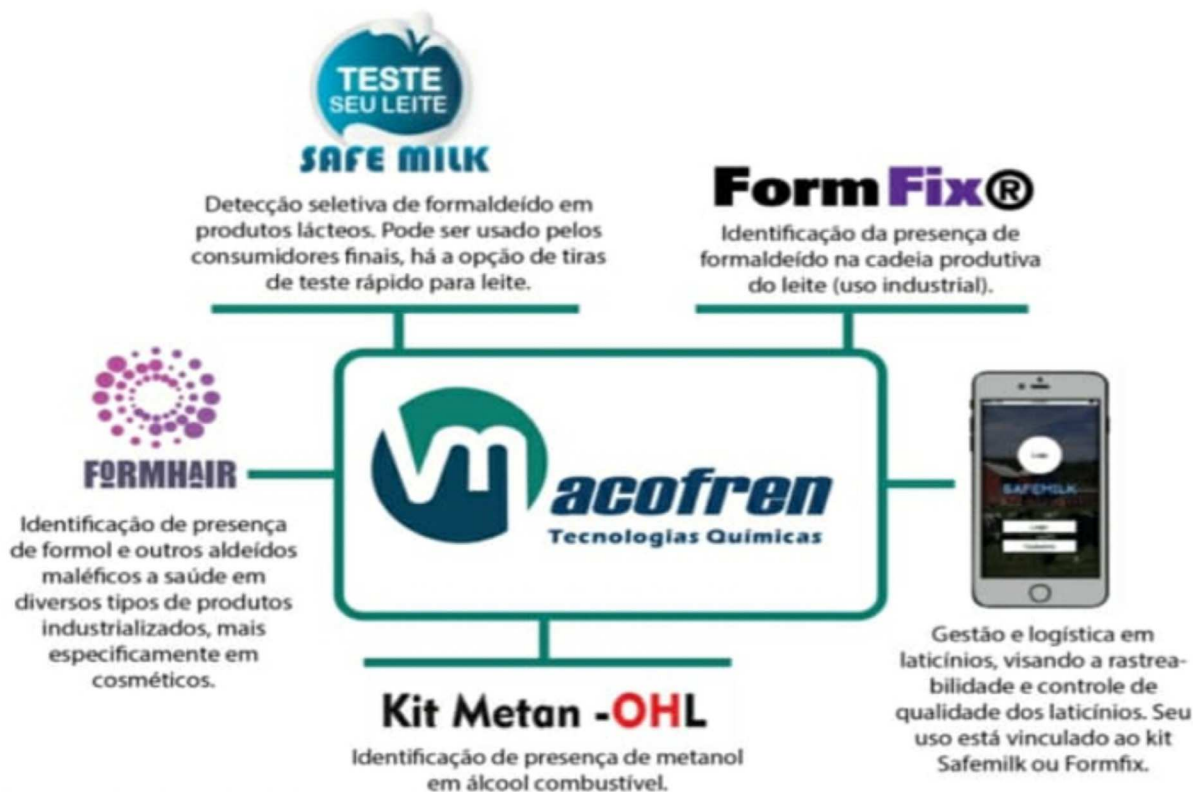 TESTE
SEU LEITE
SAFE MILK
Detecção seletiva de formaldeído em
produtos lácteos. Pode ser usado pelos
consumidores finais, há a opção de tiras
de teste rápido para leite.
FormFix®
Identificação da presença de
formaldeído na cadeia produtiva
do leite (uso industrial).
FORMHAIR
Identificação de presença
de formol e outros aldeídos
maléficos a saúde em
diversos tipos de produtos
industrializados, mais
especificamente em
cosméticos.
Vm acofren
Tecnologias Químicas
SAFEMILK
Gestão e logística em
laticínios, visando a rastrea-
bilidade e controle de
qualidade dos laticínios. Seu
uso está vinculado ao kit
Safemilk ou Formfix.
Kit Metan -OHL
Identificação de presença de metanol
em álcool combustível.